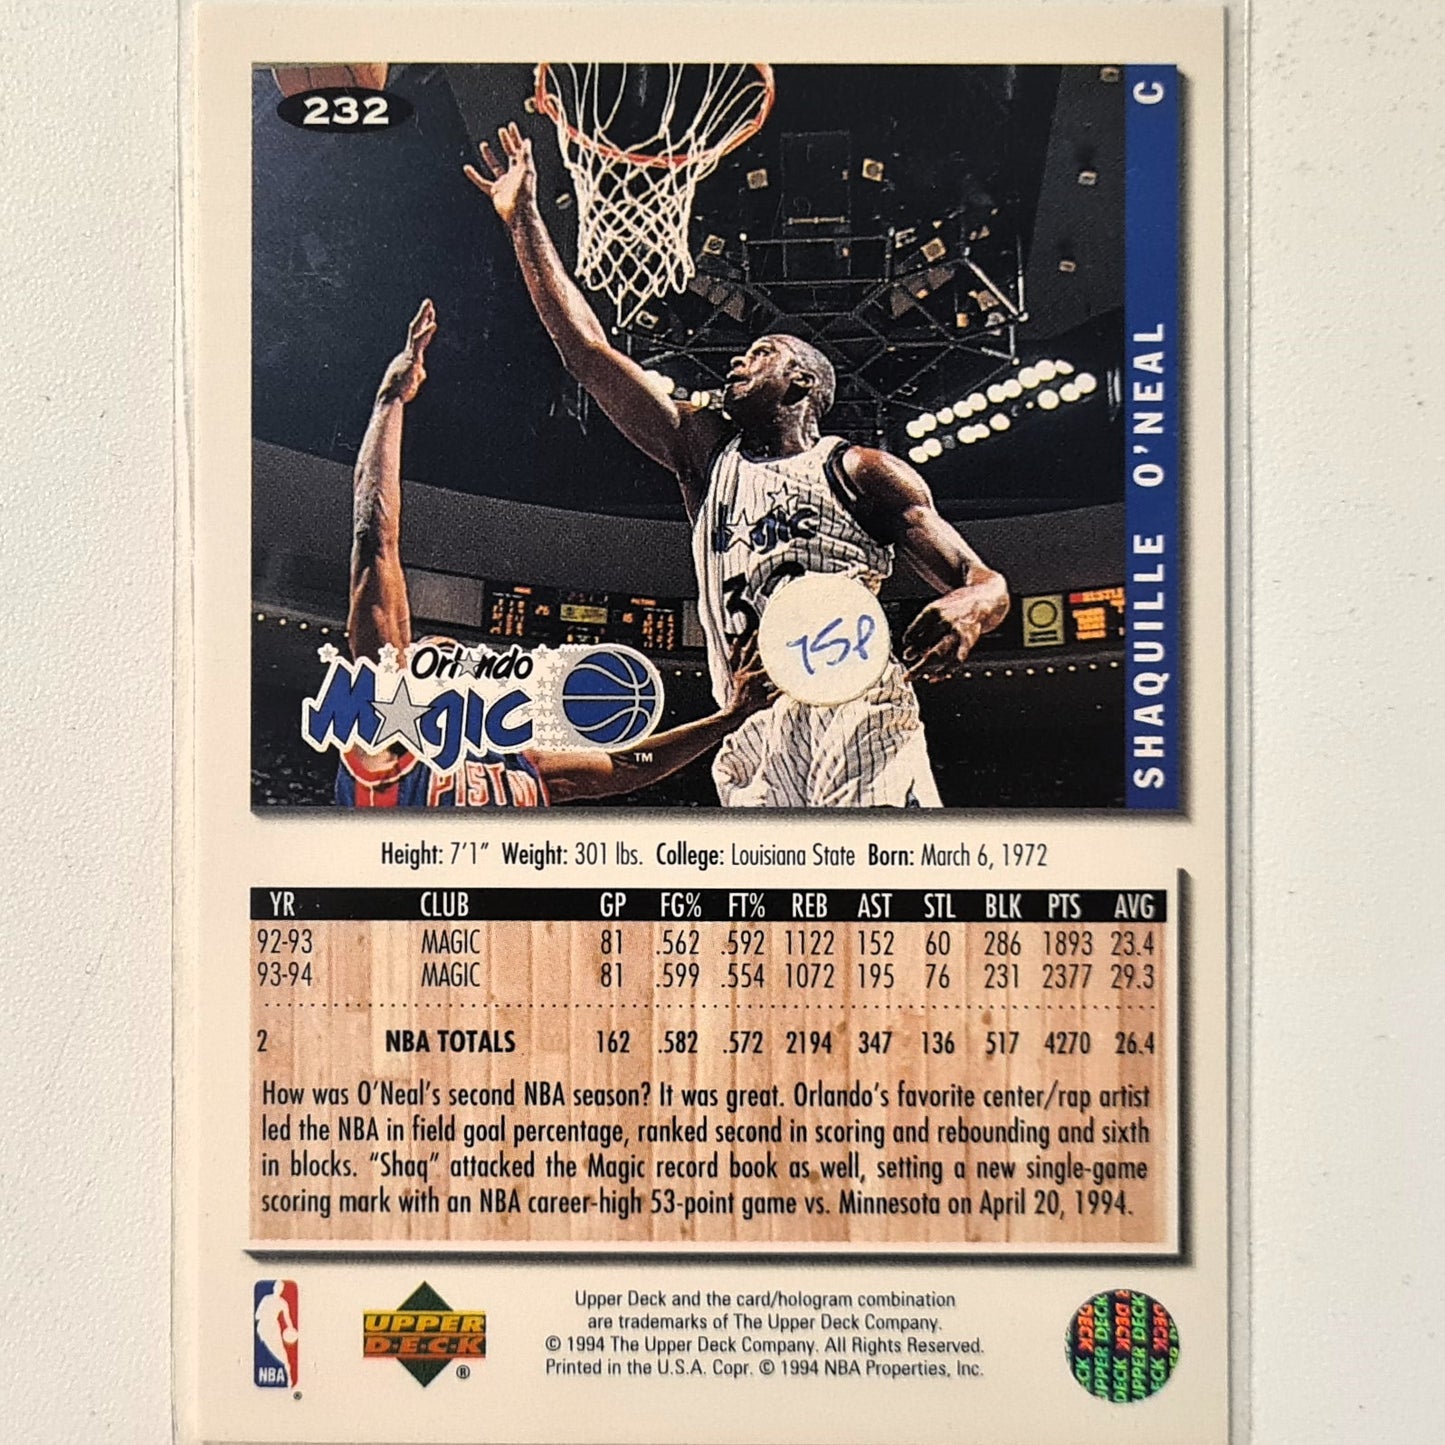 232
C
SHAQUILLE O'NEAL
Magic
3
75P
Orlando
MAGIC
TM
PIST
Height: 7'1" Weight: 301 lbs. College: Louisiana State Born: March 6, 1972
YR CLUB GP FG% FT% REB AST STL BLK PTS AVG
92-93 MAGIC 81 .562 .592 1122 152 60 286 1893 23.4
93-94 MAGIC 81 .599 .554 1072 195 76 231 2377 29.3
2 NBA TOTALS 162 .582 .572 2194 347 136 517 4270 26.4
How was O'Neal's second NBA season? It was great. Orlando's favorite center/rap artist
led the NBA in field goal percentage, ranked second in scoring and rebounding and sixth
in blocks. "Shaq" attacked the Magic record book as well, setting a new single-game
scoring mark with an NBA career-high 53-point game vs. Minnesota on April 20, 1994.
NBA
®
UPPER
D·E·C·K
®
Upper Deck and the card/hologram combination
are trademarks of The Upper Deck Company.
© 1994 The Upper Deck Company. All Rights Reserved.
Printed in the U.S.A. Copr. © 1994 NBA Properties, Inc.
UPPER DECK